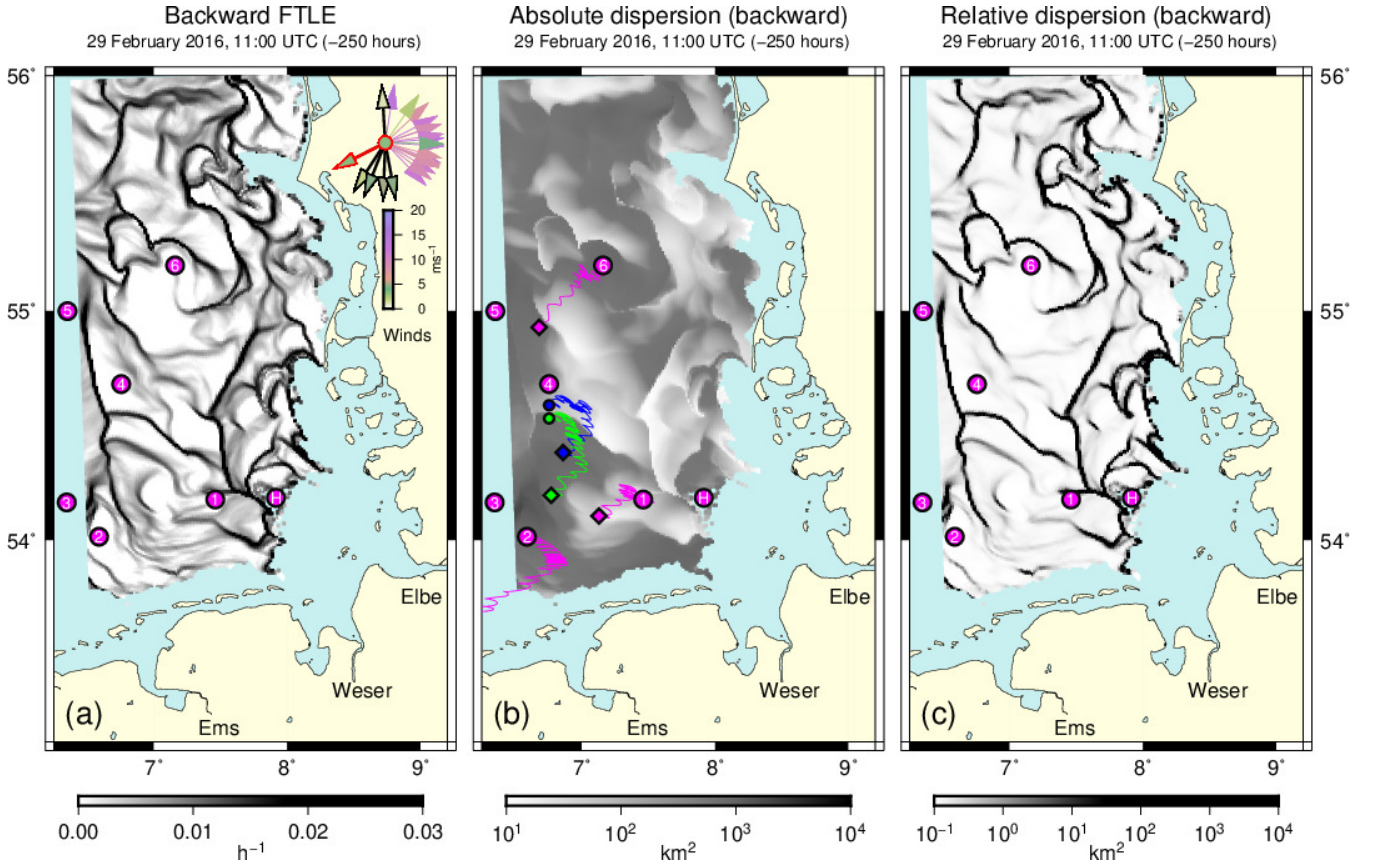 Backward FTLE
29 February 2016, 11:00 UTC (−250 hours)
Absolute dispersion (backward)
29 February 2016, 11:00 UTC (−250 hours)
Relative dispersion (backward)
29 February 2016, 11:00 UTC (−250 hours)
56˚
55˚
54˚
20
15
10
5
0
ms⁻¹
Winds
6
5
4
3
2
1
H
Elbe
Weser
Ems
(a)
7˚ 8˚ 9˚
0.00 0.01 0.02 0.03
h⁻¹
6
5
4
3
2
1
H
Elbe
Weser
Ems
(b)
7˚ 8˚ 9˚
10¹ 10² 10³ 10⁴
km²
6
5
4
3
2
1
H
Elbe
Weser
Ems
(c)
56˚
55˚
54˚
7˚ 8˚ 9˚
10⁻¹ 10⁰ 10¹ 10² 10³ 10⁴
km²